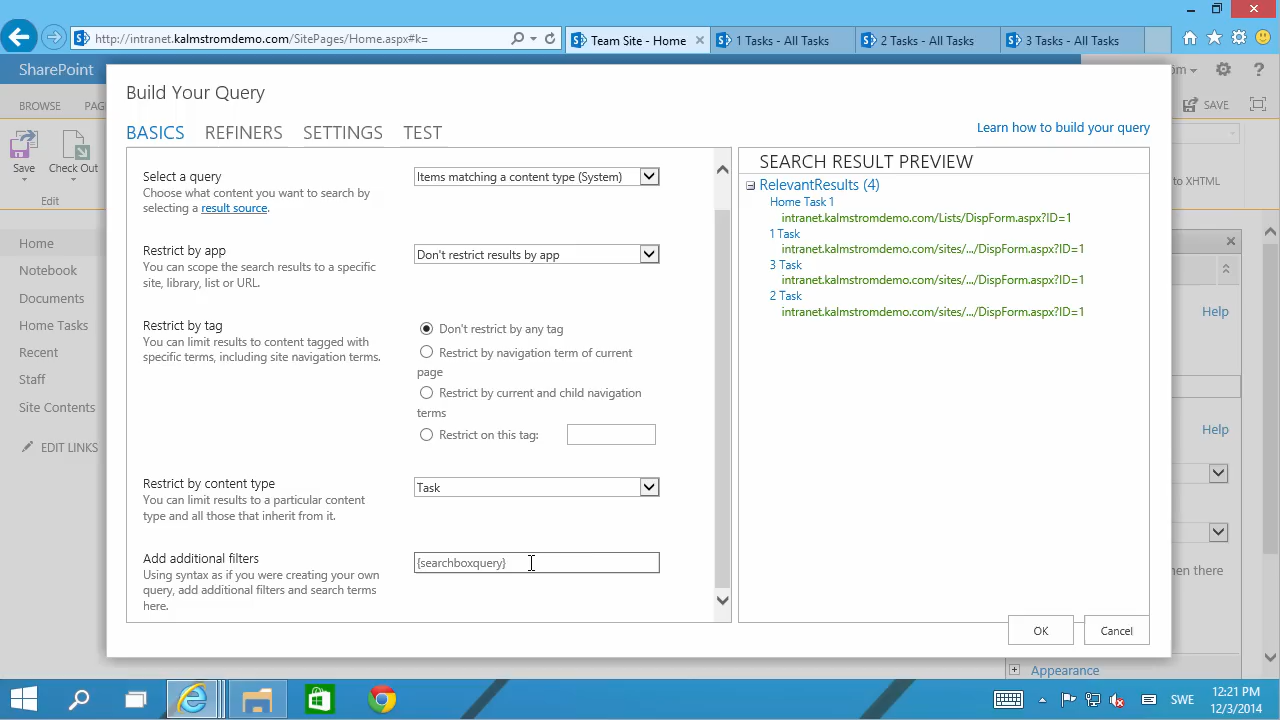 http://intranet.kalmstromdemo.com/SitePages/Home.aspx#k=
Team Site - Home
1 Tasks - All Tasks
2 Tasks - All Tasks
3 Tasks - All Tasks
SharePoint
BROWSE
PAG
SAVE
Save
Check Out
Edit
to XHTML
Home
Notebook
Documents
Home Tasks
Recent
Staff
Site Contents
EDIT LINKS
Build Your Query
BASICS REFINERS SETTINGS TEST
Learn how to build your query
Select a query
Choose what content you want to search by
selecting a result source.
Items matching a content type (System)
Restrict by app
You can scope the search results to a specific
site, library, list or URL.
Don't restrict results by app
Restrict by tag
You can limit results to content tagged with
specific terms, including site navigation terms.
Don't restrict by any tag
Restrict by navigation term of current
page
Restrict by current and child navigation
terms
Restrict on this tag:
Restrict by content type
You can limit results to a particular content
type and all those that inherit from it.
Task
Add additional filters
Using syntax as if you were creating your own
query, add additional filters and search terms
here.
{searchboxquery}
SEARCH RESULT PREVIEW
RelevantResults (4)
Home Task 1
intranet.kalmstromdemo.com/Lists/DispForm.aspx?ID=1
1 Task
intranet.kalmstromdemo.com/sites/.../DispForm.aspx?ID=1
3 Task
intranet.kalmstromdemo.com/sites/.../DispForm.aspx?ID=1
2 Task
intranet.kalmstromdemo.com/sites/.../DispForm.aspx?ID=1
OK
Cancel
Help
Help
hen there
Appearance
SWE
12:21 PM
12/3/2014